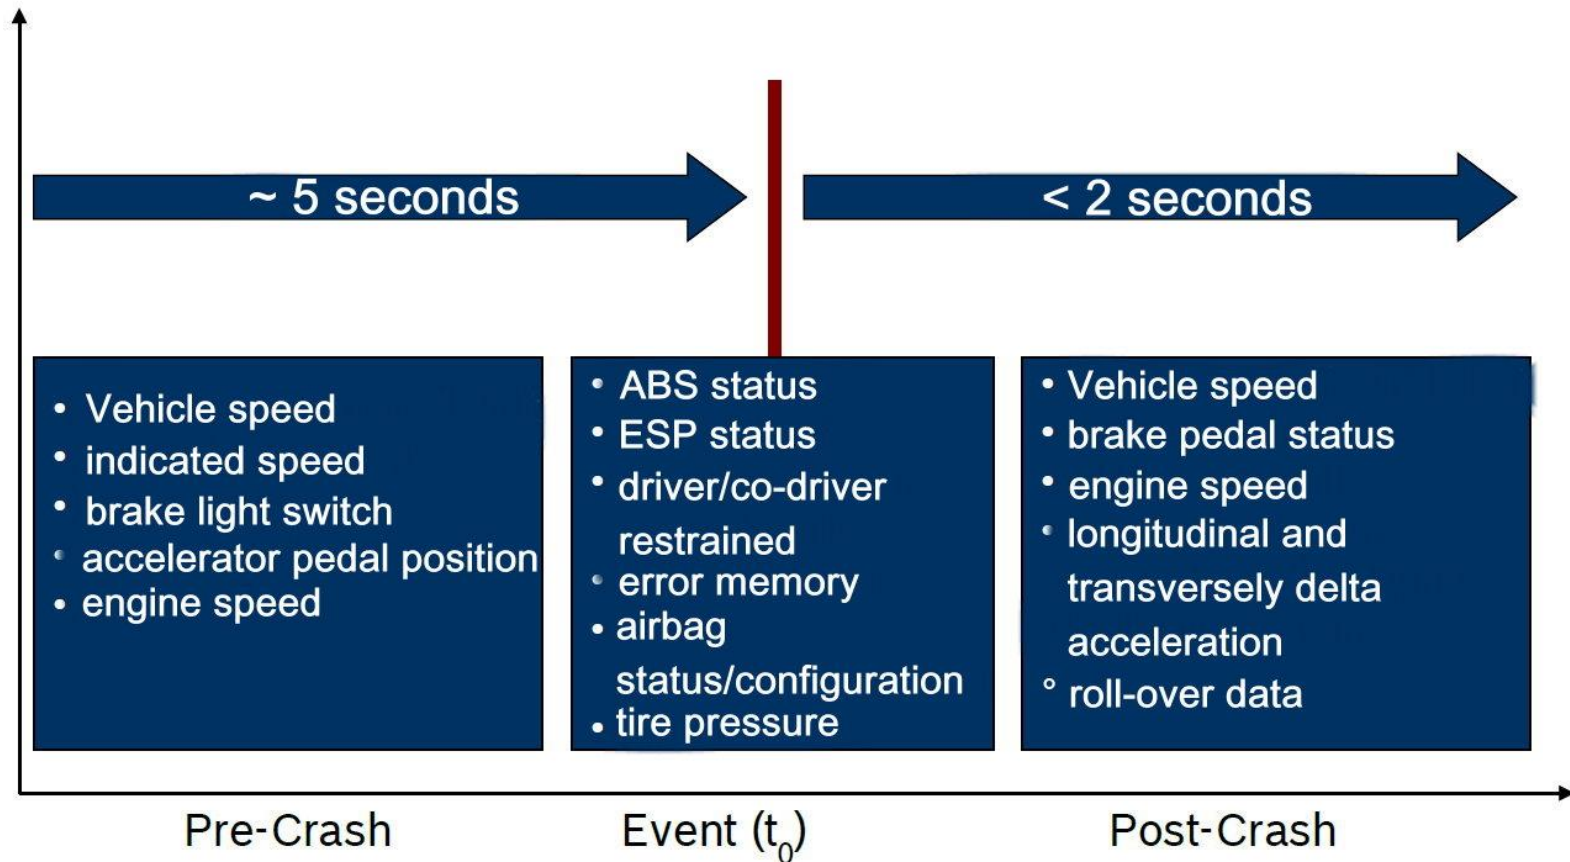 ~ 5 seconds
< 2 seconds
• Vehicle speed
• indicated speed
• brake light switch
• accelerator pedal position
• engine speed
• ABS status
• ESP status
• driver/co-driver
restrained
• error memory
• airbag
status/configuration
• tire pressure
• Vehicle speed
• brake pedal status
• engine speed
• longitudinal and
transversely delta
acceleration
° roll-over data
Pre-Crash
Event (t₀)
Post-Crash